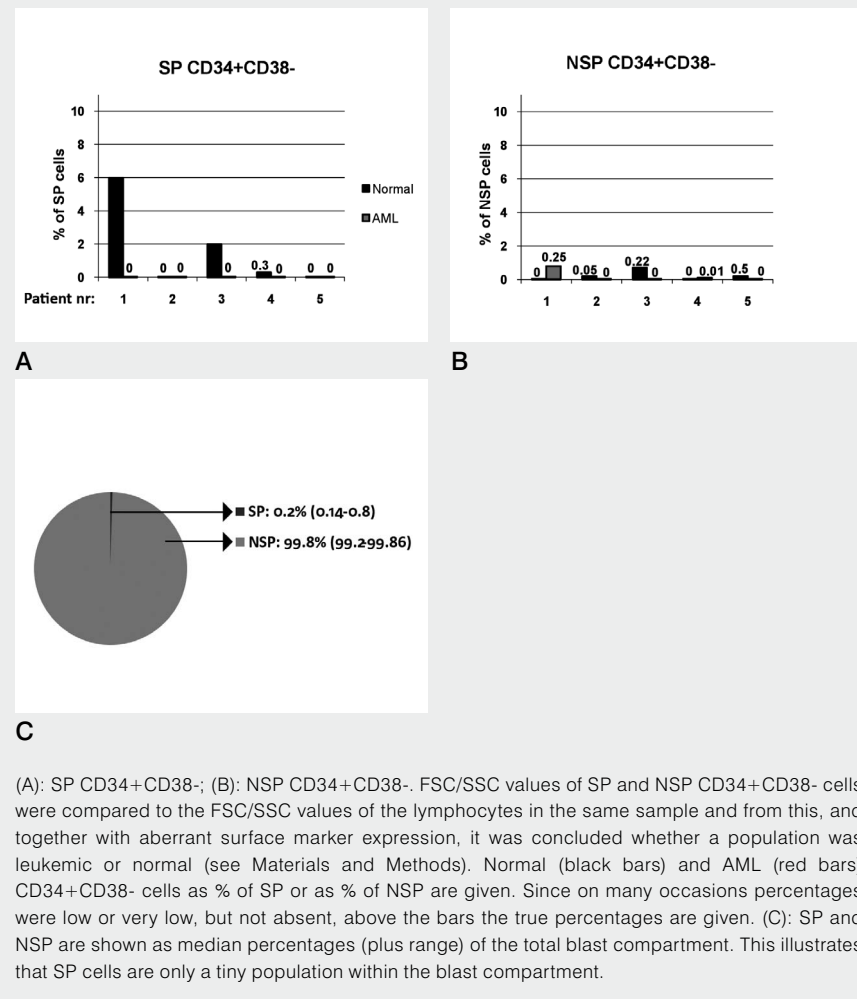 SP CD34+CD38-
10
8
6
4
2
0
% of SP cells
0 0 0 0 0.3 0 0 0
Normal
AML
Patient nr: 1 2 3 4 5
A
NSP CD34+CD38-
10
8
6
4
2
0
% of NSP cells
0 0.25 0.05 0 0.22 0 0 0.01 0.5 0
1 2 3 4 5
B
SP: 0.2% (0.14-0.8)
NSP: 99.8% (99.2-99.86)
C
(A): SP CD34+CD38-; (B): NSP CD34+CD38-. FSC/SSC values of SP and NSP CD34+CD38- cells
were compared to the FSC/SSC values of the lymphocytes in the same sample and from this, and
together with aberrant surface marker expression, it was concluded whether a population was
leukemic or normal (see Materials and Methods). Normal (black bars) and AML (red bars)
CD34+CD38- cells as % of SP or as % of NSP are given. Since on many occasions percentages
were low or very low, but not absent, above the bars the true percentages are given. (C): SP and
NSP are shown as median percentages (plus range) of the total blast compartment. This illustrates
that SP cells are only a tiny population within the blast compartment.